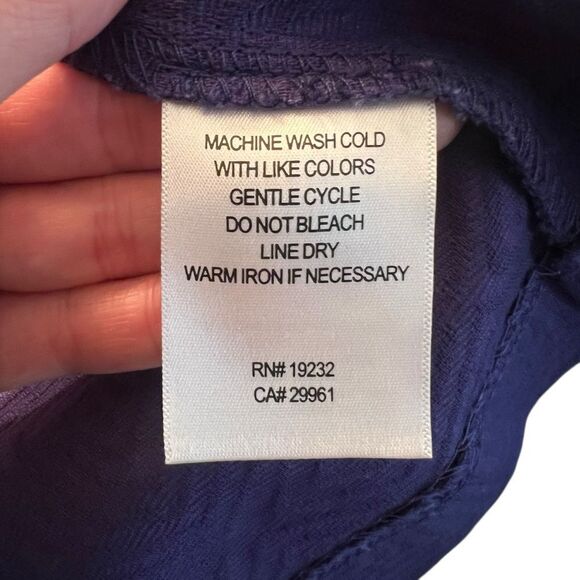 MACHINE WASH COLD
WITH LIKE COLORS
GENTLE CYCLE
DO NOT BLEACH
LINE DRY
WARM IRON IF NECESSARY
RN# 19232
CA# 29961